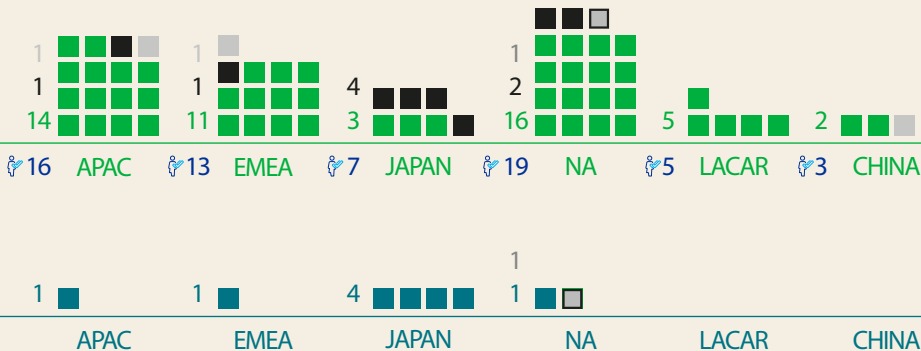 1 1 1
1 1 4 2
14 11 3 16 5 2
16 APAC 13 EMEA 7 JAPAN 19 NA 5 LACAR 3 CHINA
1
1 1 4 1
APAC EMEA JAPAN NA LACAR CHINA